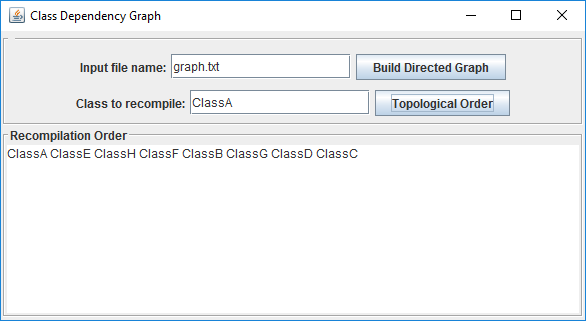 Class Dependency Graph
Input file name: graph.txt Build Directed Graph
Class to recompile: ClassA Topological Order
Recompilation Order
ClassA ClassE ClassH ClassF ClassB ClassG ClassD ClassC